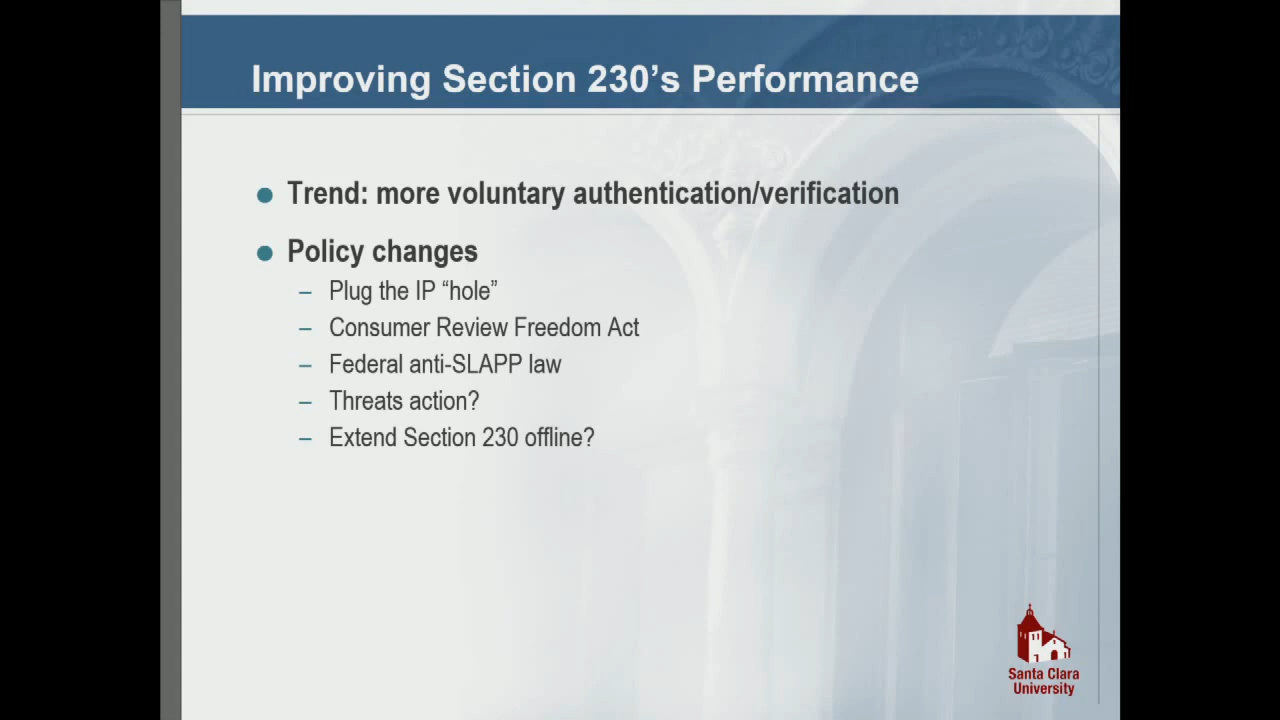 Improving Section 230’s Performance
Trend: more voluntary authentication/verification
Policy changes
– Plug the IP “hole”
– Consumer Review Freedom Act
– Federal anti-SLAPP law
– Threats action?
– Extend Section 230 offline?
Santa Clara
University